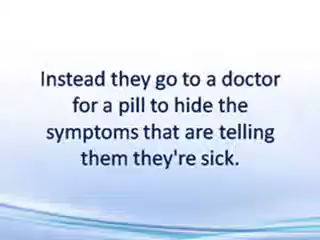 Instead they go to a doctor
for a pill to hide the
symptoms that are telling
them they're sick.